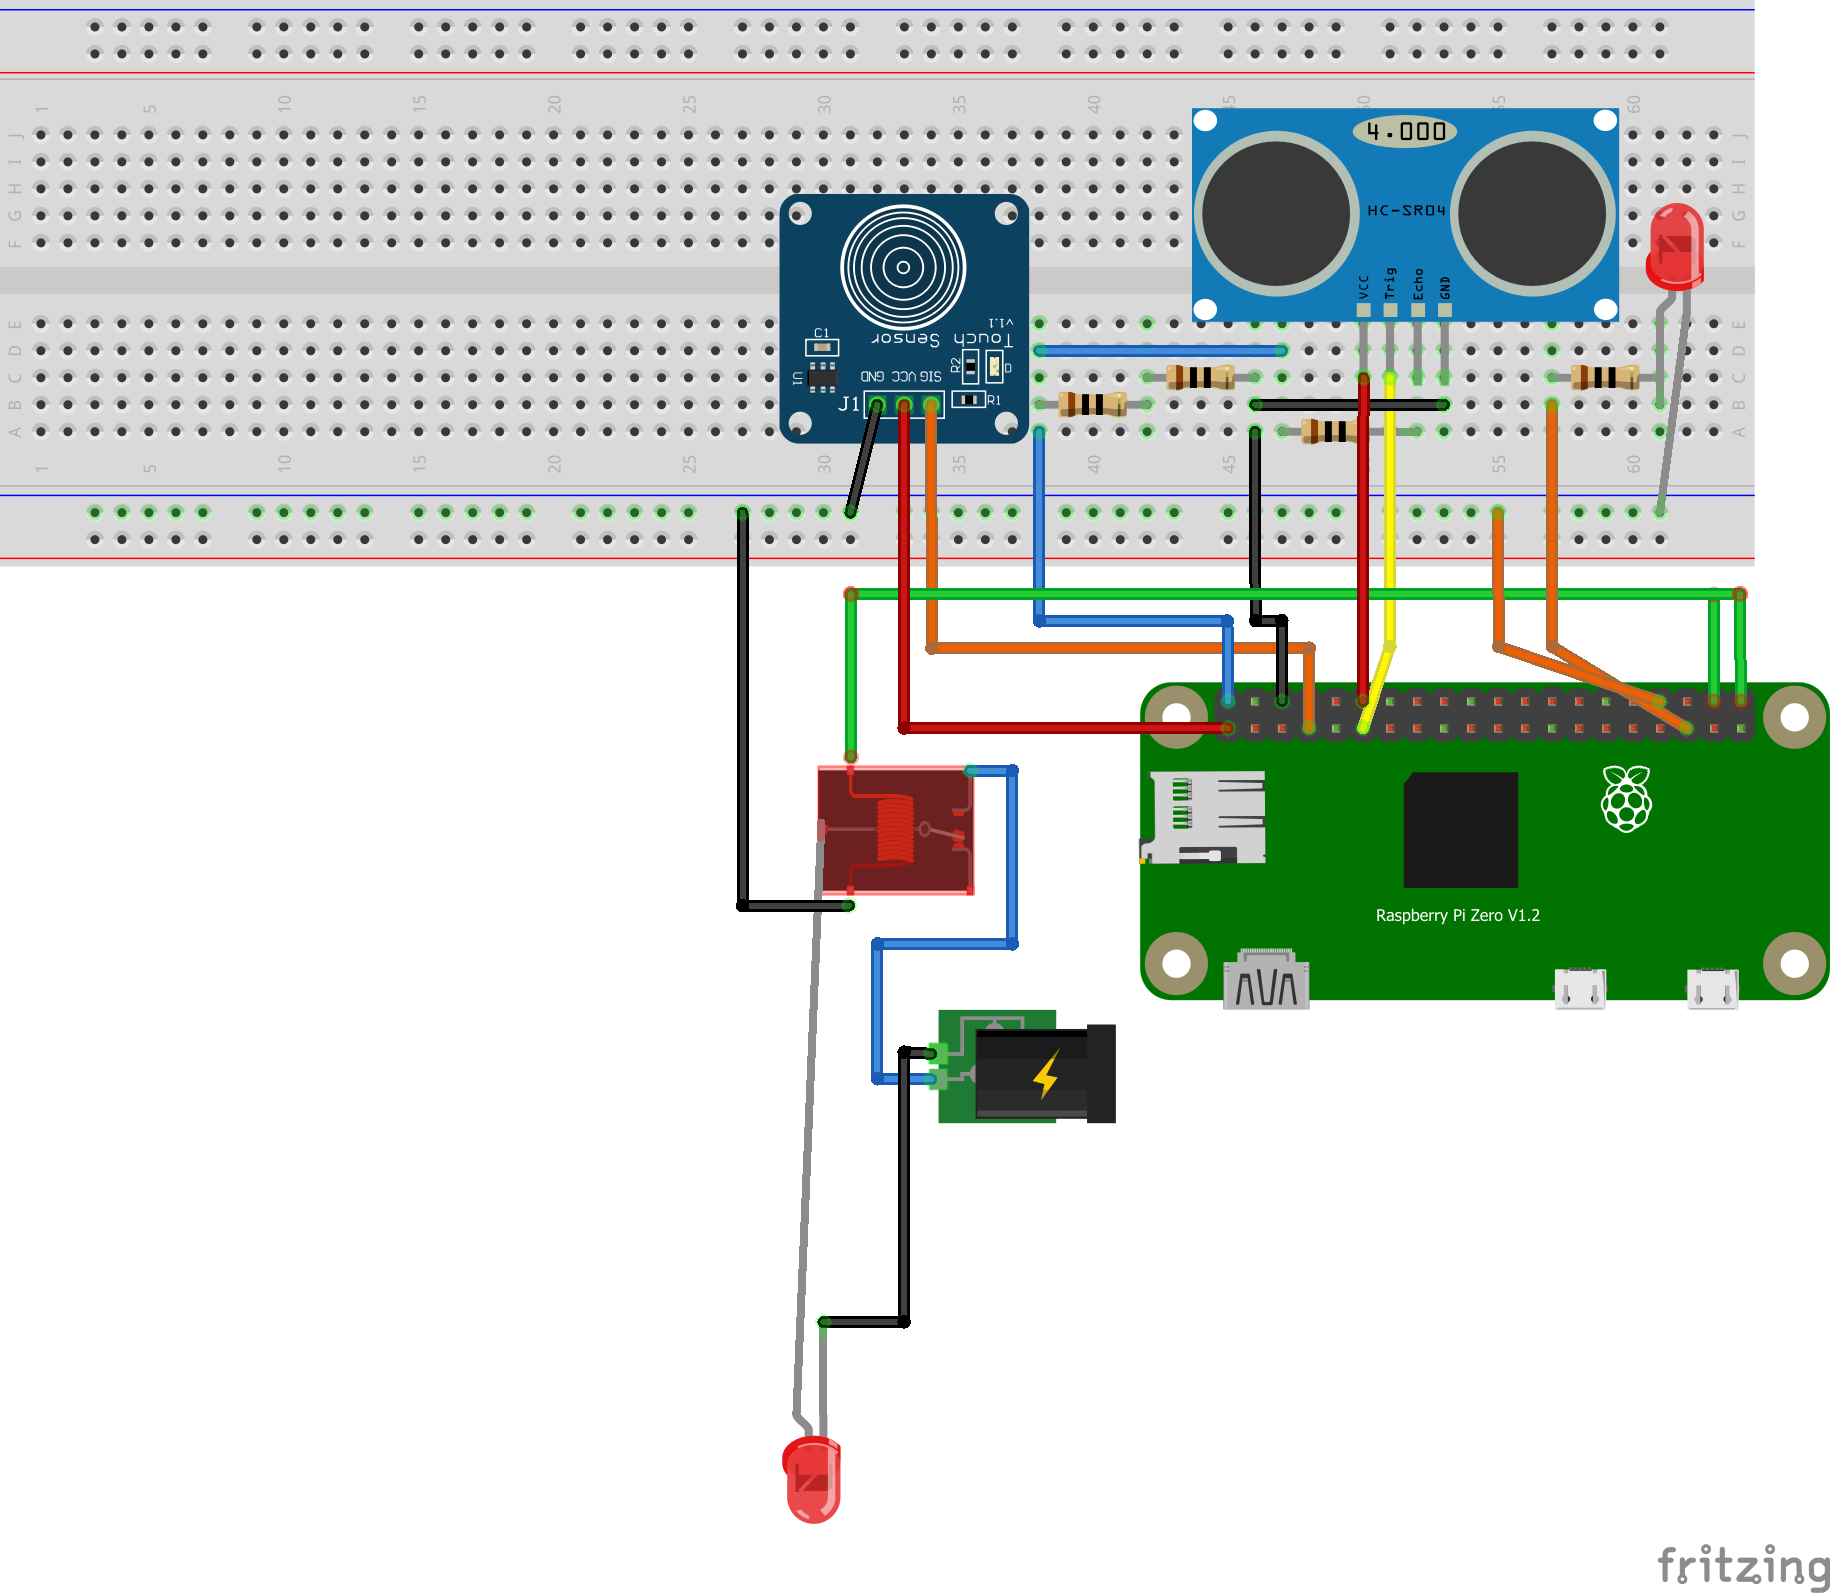 1 5 10 15 20 25 30 35 40 45 50 55 60
J
I
H
G
F
E
D
C
B
A
J
I
H
G
F
E
D
C
B
A
4.000
HC-SR04
VCC Trig Echo GND
Touch
Sensor
v1.1
C1
U1
R2
D
R1
J1
GND VCC SIG
1 5 10 15 20 25 30 35 40 45 55 60
Raspberry Pi Zero V1.2
fritzing